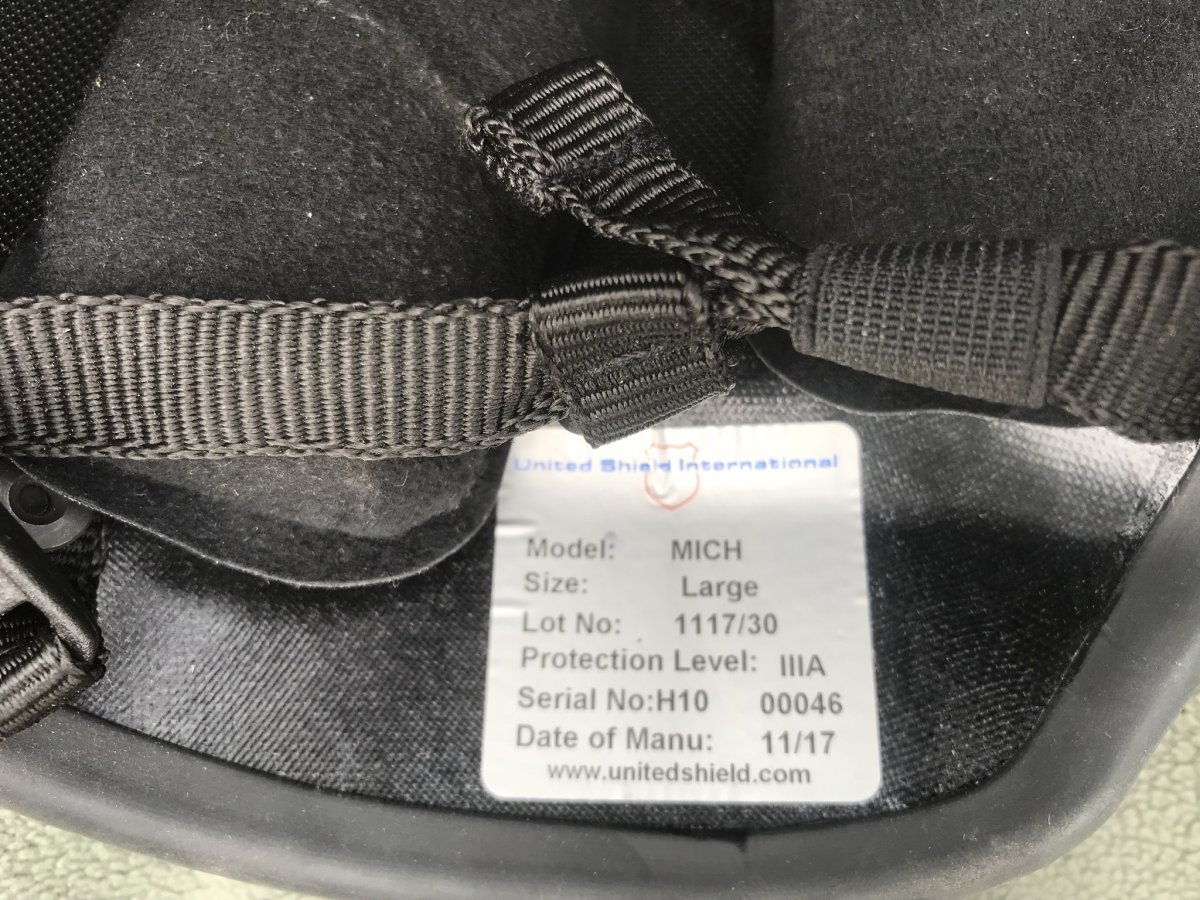 United Shield International
Model: MICH
Size: Large
Lot No: 1117/30
Protection Level: IIIA
Serial No:H10 00046
Date of Manu: 11/17
www.unitedshield.com